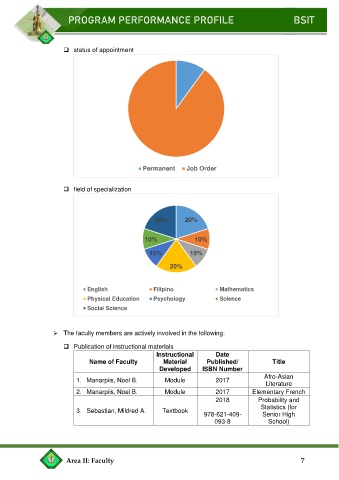 PROGRAM PERFORMANCE PROFILE BSIT
❑ status of appointment
Permanent Job Order
❑ field of specialization
20% 20%
10% 10%
10% 10%
20%
English Filipino Mathematics
Physical Education Psychology Science
Social Science
➢ The faculty members are actively involved in the following:
❑ Publication of instructional materials
Name of Faculty Instructional Material Developed Date Published/ ISBN Number Title
1. Manarpiis, Noel B. Module 2017 Afro-Asian Literature
2. Manarpiis, Noel B. Module 2017 Elementary French
3. Sebastian, Mildred A. Textbook 2018 978-621-409-093-8 Probability and Statistics (for Senior High School)
Area II: Faculty 7